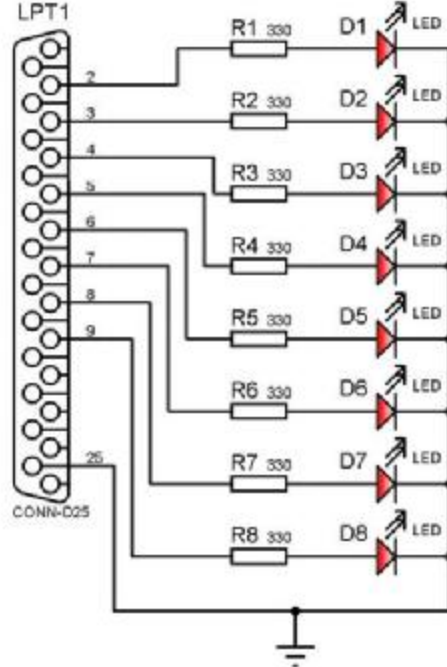 LPT1
2
3
4
5
6
7
8
9
25
CONN-D25
R1 330 D1 LED
R2 330 D2 LED
R3 330 D3 LED
R4 330 D4 LED
R5 330 D5 LED
R6 330 D6 LED
R7 330 D7 LED
R8 330 D8 LED